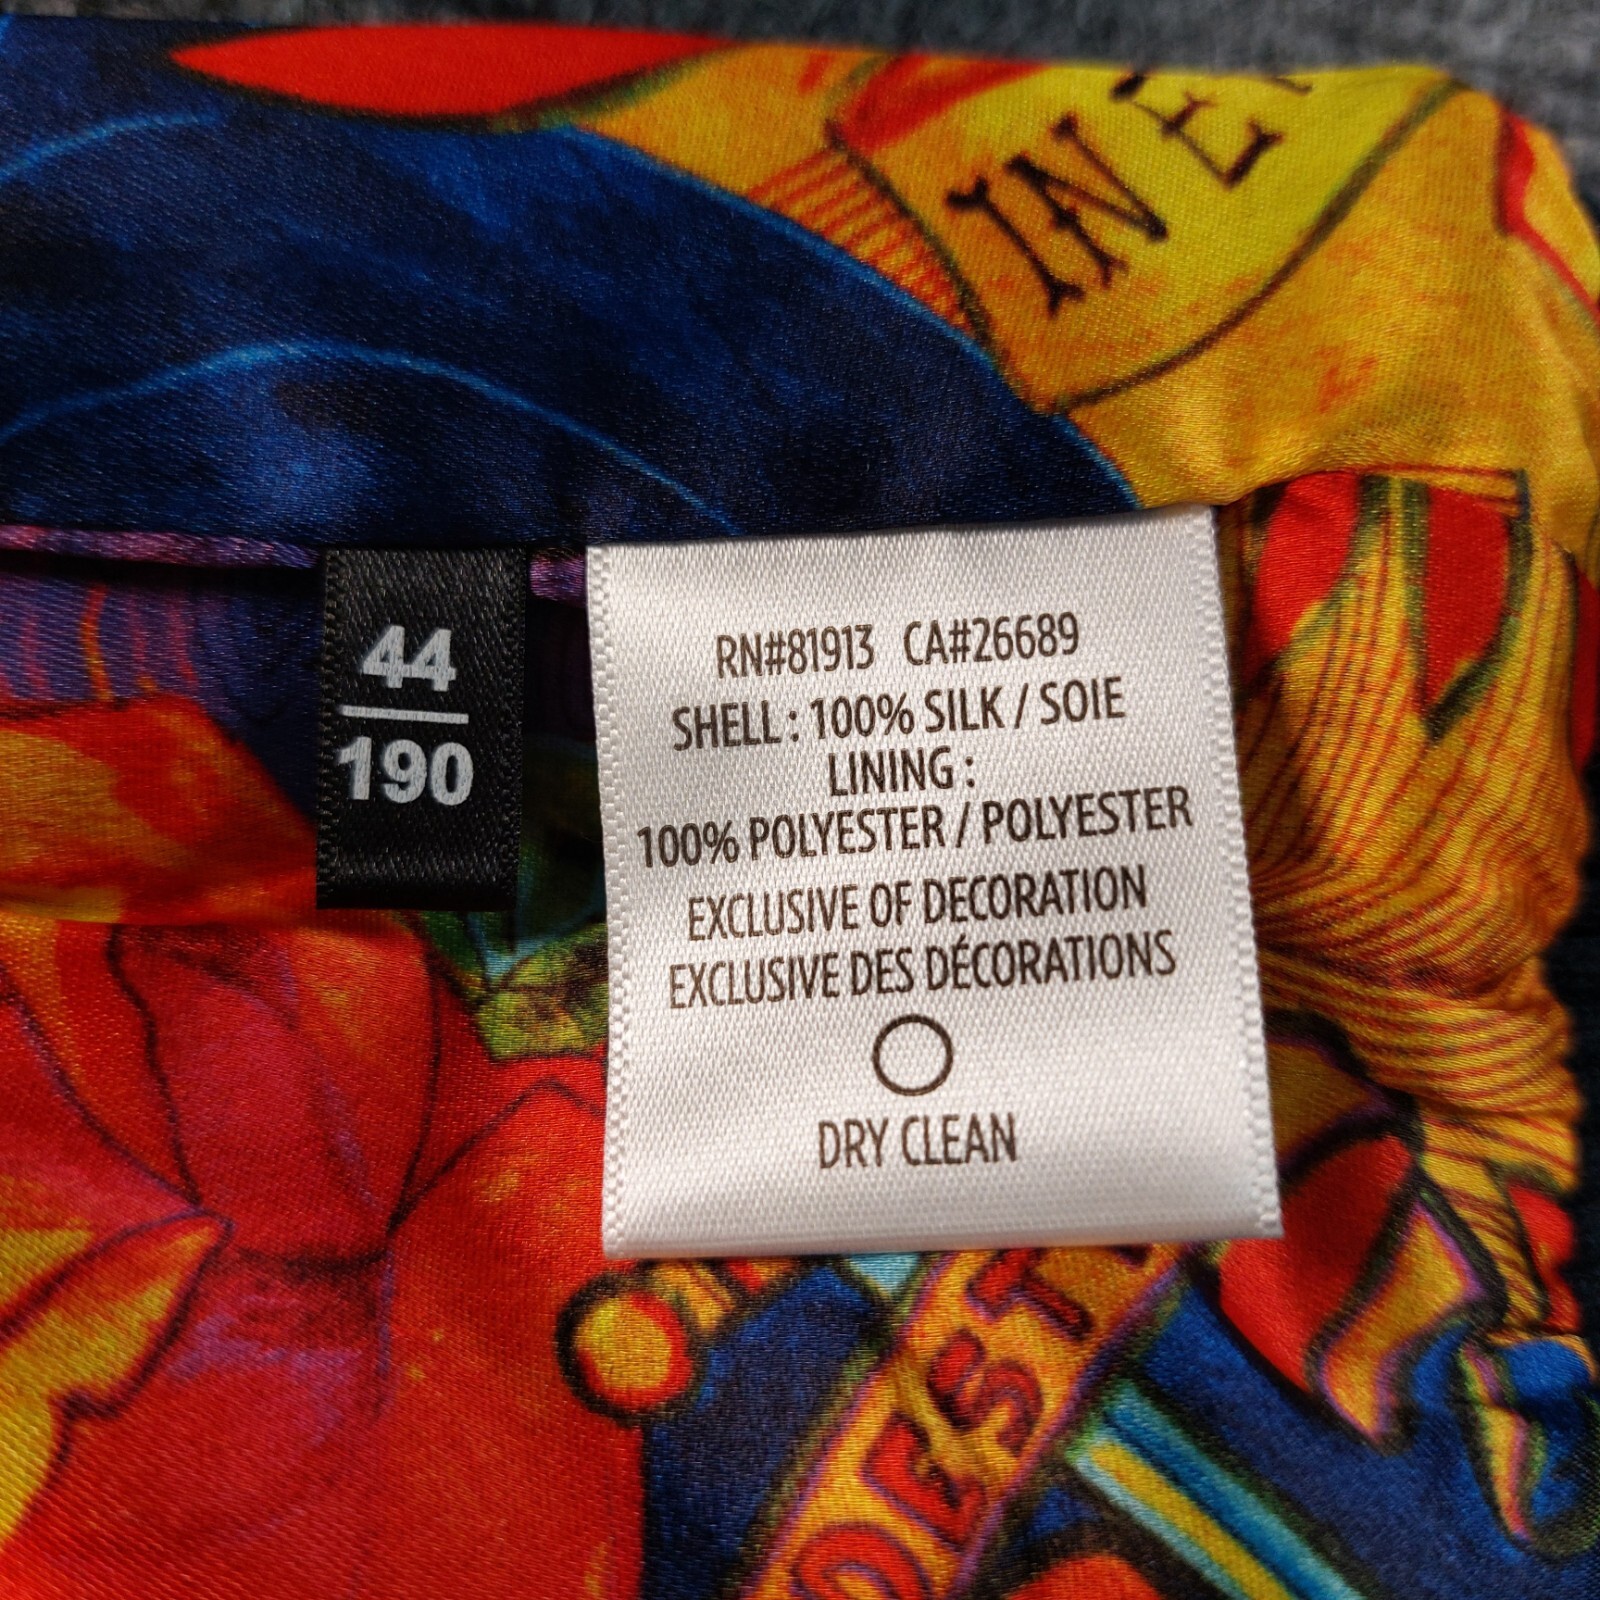 INE
44
190
RN#81913 CA#26689
SHELL : 100% SILK / SOIE
LINING :
100% POLYESTER / POLYESTER
EXCLUSIVE OF DECORATION
EXCLUSIVE DES DÉCORATIONS
DRY CLEAN